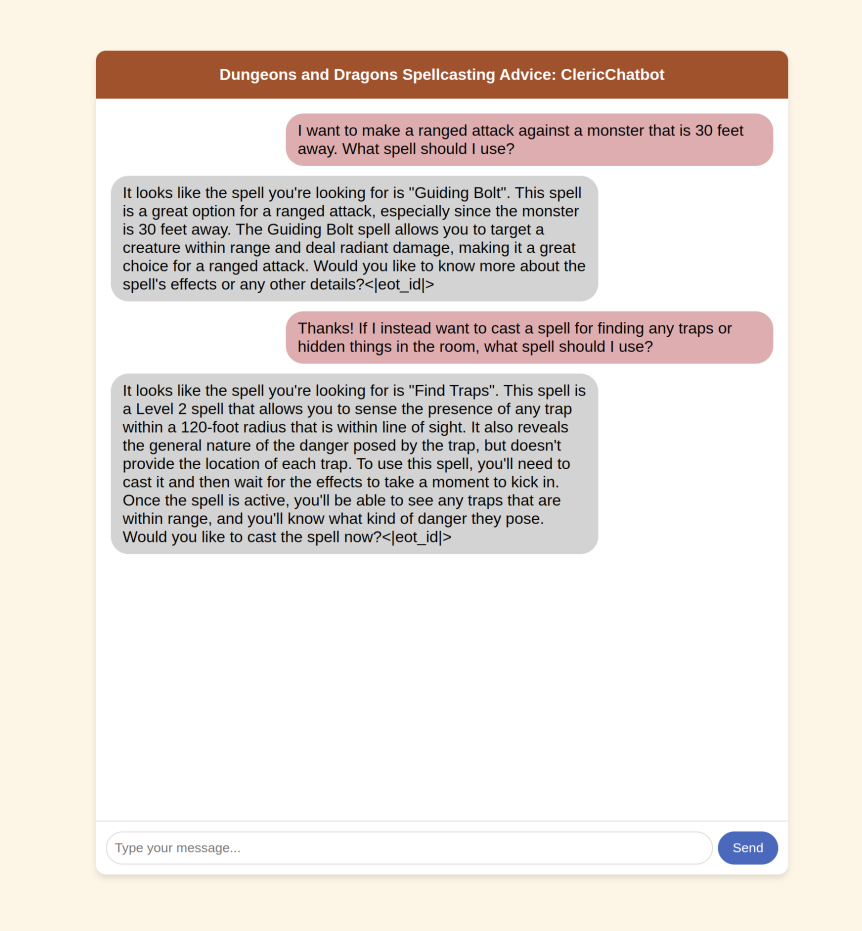 Dungeons and Dragons Spellcasting Advice: ClericChatbot
I want to make a ranged attack against a monster that is 30 feet
away. What spell should I use?
It looks like the spell you're looking for is "Guiding Bolt". This spell
is a great option for a ranged attack, especially since the monster
is 30 feet away. The Guiding Bolt spell allows you to target a
creature within range and deal radiant damage, making it a great
choice for a ranged attack. Would you like to know more about the
spell's effects or any other details?<|eot_id|>
Thanks! If I instead want to cast a spell for finding any traps or
hidden things in the room, what spell should I use?
It looks like the spell you're looking for is "Find Traps". This spell is
a Level 2 spell that allows you to sense the presence of any trap
within a 120-foot radius that is within line of sight. It also reveals
the general nature of the danger posed by the trap, but doesn't
provide the location of each trap. To use this spell, you'll need to
cast it and then wait for the effects to take a moment to kick in.
Once the spell is active, you'll be able to see any traps that are
within range, and you'll know what kind of danger they pose.
Would you like to cast the spell now?<|eot_id|>
Type your message...
Send